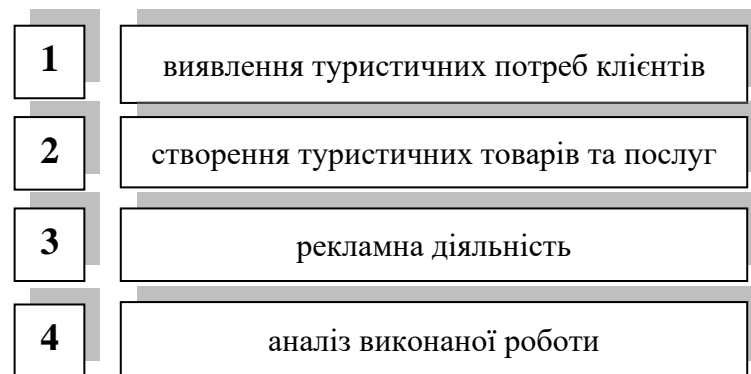 1 виявлення туристичних потреб клієнтів
2 створення туристичних товарів та послуг
3 рекламна діяльність
4 аналіз виконаної роботи